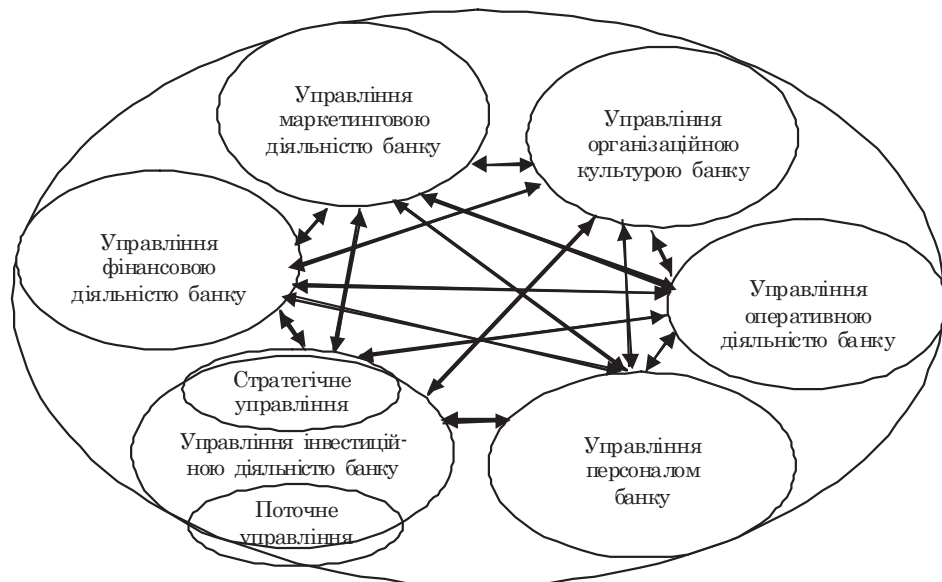 Управління
маркетинговою
діяльністю банку
Управління
організаційною
культурою банку
Управління
фінансовою
діяльністю банку
Управління
оперативною
діяльністю банку
Стратегічне
управління
Управління інвестицій-
ною діяльністю банку
Поточне
управління
Управління
персоналом
банку